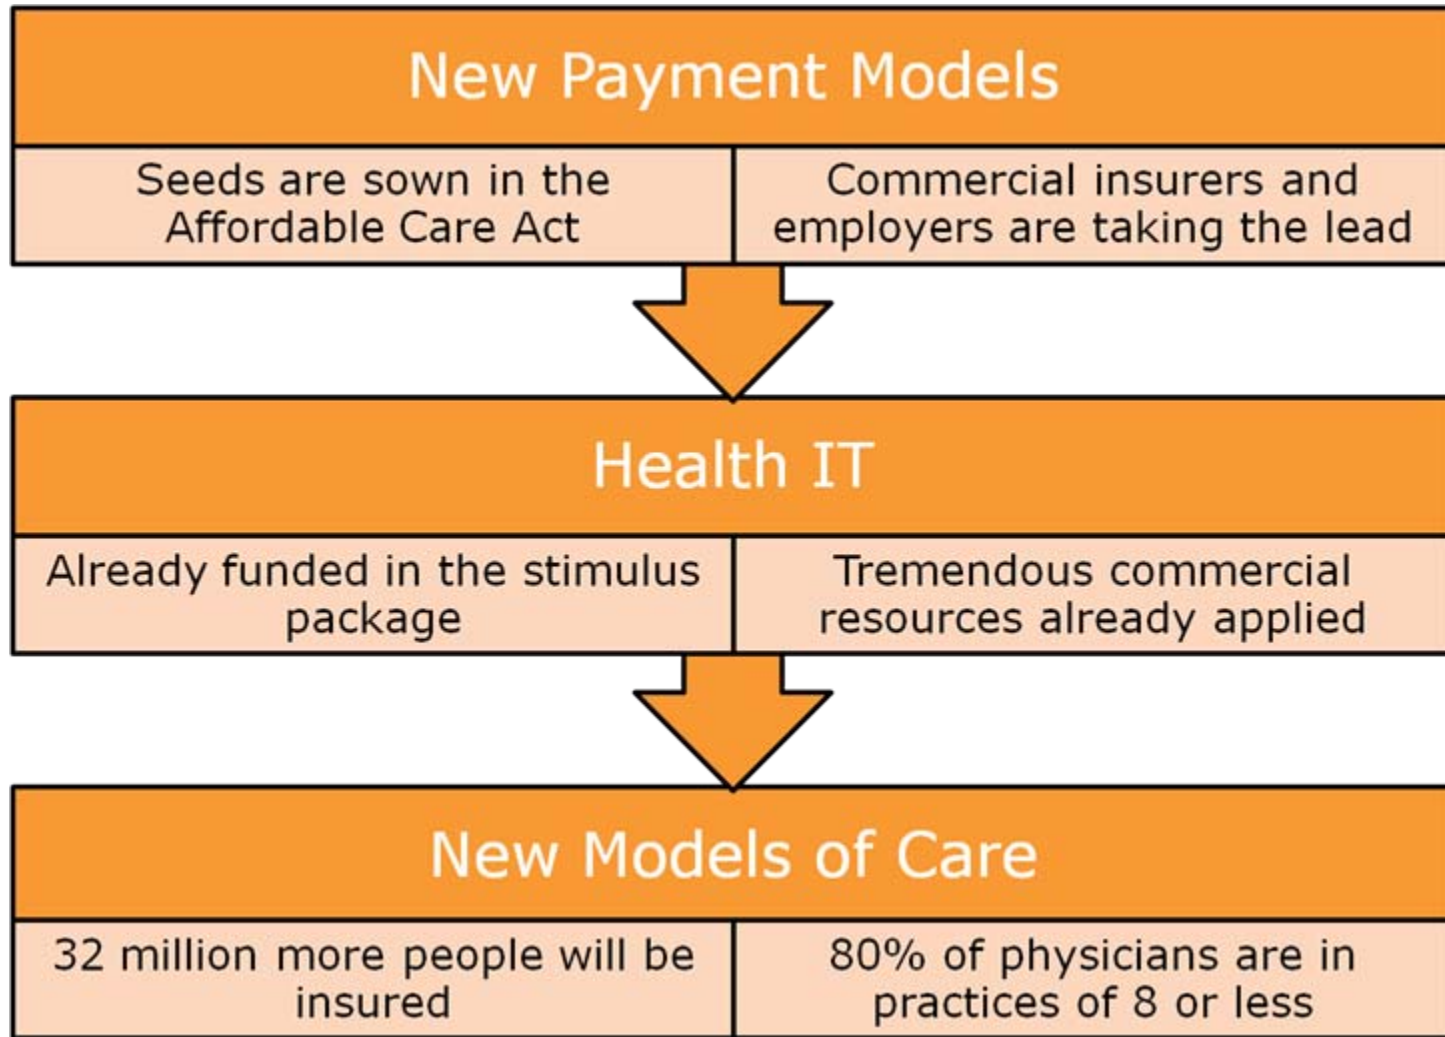 New Payment Models
Seeds are sown in the
Affordable Care Act
Commercial insurers and
employers are taking the lead
Health IT
Already funded in the stimulus
package
Tremendous commercial
resources already applied
New Models of Care
32 million more people will be
insured
80% of physicians are in
practices of 8 or less